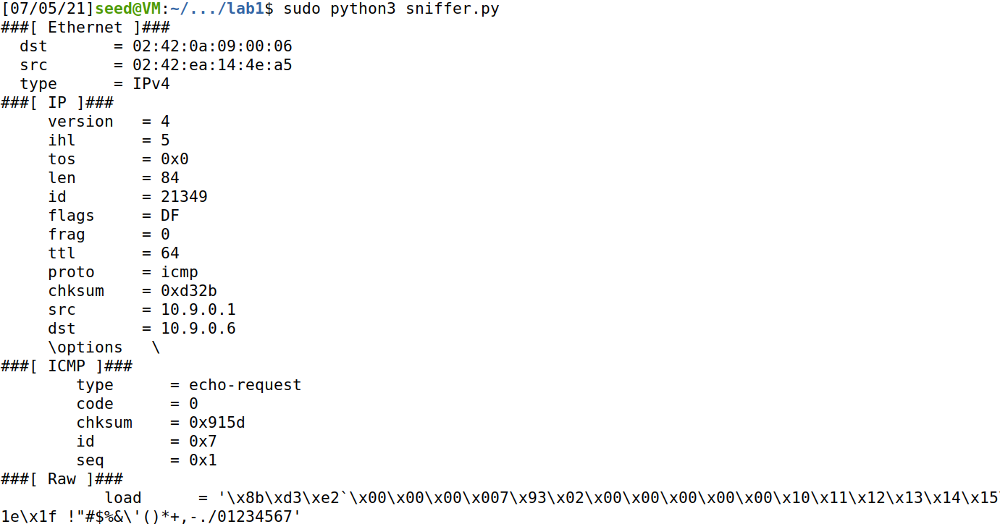 [07/05/21]seed@VM:~/.../lab1$ sudo python3 sniffer.py
###[ Ethernet ]###
  dst       = 02:42:0a:09:00:06
  src       = 02:42:ea:14:4e:a5
  type      = IPv4
###[ IP ]###
     version   = 4
     ihl       = 5
     tos       = 0x0
     len       = 84
     id        = 21349
     flags     = DF
     frag      = 0
     ttl       = 64
     proto     = icmp
     chksum    = 0xd32b
     src       = 10.9.0.1
     dst       = 10.9.0.6
     \options   \
###[ ICMP ]###
        type      = echo-request
        code      = 0
        chksum    = 0x915d
        id        = 0x7
        seq       = 0x1
###[ Raw ]###
           load      = '\x8b\xd3\xe2`\x00\x00\x00\x007\x93\x02\x00\x00\x00\x00\x00\x10\x11\x12\x13\x14\x15\
1e\x1f !"#$%&\'()*+,-./01234567'